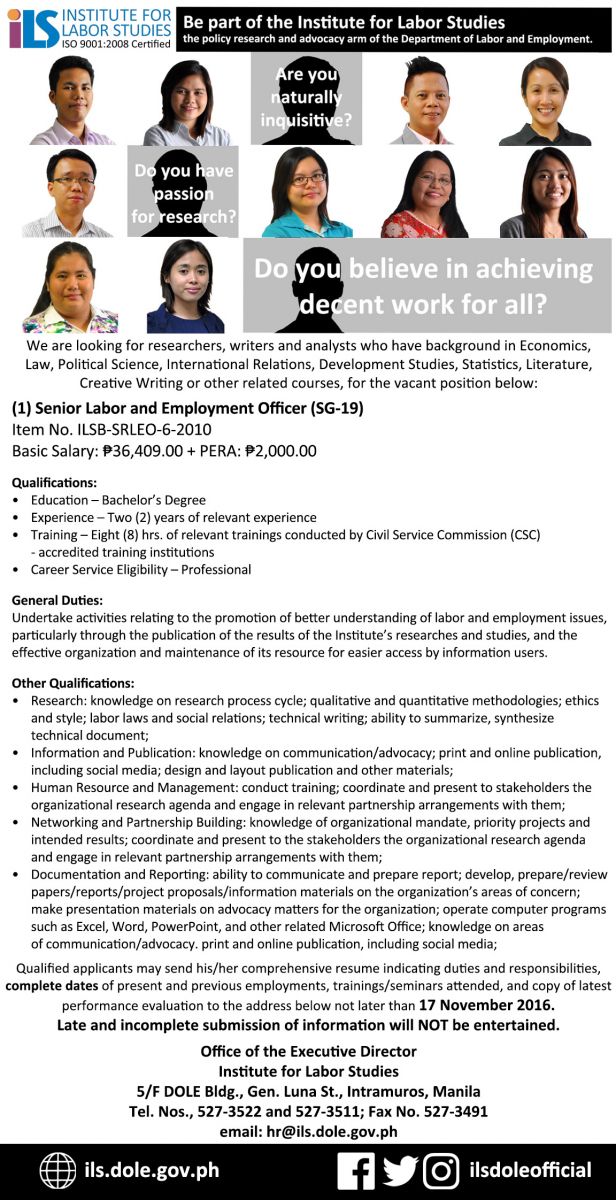 iLS INSTITUTE FOR
LABOR STUDIES
ISO 9001:2008 Certified
Be part of the Institute for Labor Studies
the policy research and advocacy arm of the Department of Labor and Employment.
Are you
naturally
inquisitive?
Do you have
passion
for research?
Do you believe in achieving
decent work for all?
We are looking for researchers, writers and analysts who have background in Economics,
Law, Political Science, International Relations, Development Studies, Statistics, Literature,
Creative Writing or other related courses, for the vacant position below:
(1) Senior Labor and Employment Officer (SG-19)
Item No. ILSB-SRLEO-6-2010
Basic Salary: ₱36,409.00 + PERA: ₱2,000.00
Qualifications:
• Education – Bachelor's Degree
• Experience – Two (2) years of relevant experience
• Training – Eight (8) hrs. of relevant trainings conducted by Civil Service Commission (CSC)
- accredited training institutions
• Career Service Eligibility – Professional
General Duties:
Undertake activities relating to the promotion of better understanding of labor and employment issues,
particularly through the publication of the results of the Institute's researches and studies, and the
effective organization and maintenance of its resource for easier access by information users.
Other Qualifications:
• Research: knowledge on research process cycle; qualitative and quantitative methodologies; ethics
and style; labor laws and social relations; technical writing; ability to summarize, synthesize
technical document;
• Information and Publication: knowledge on communication/advocacy; print and online publication,
including social media; design and layout publication and other materials;
• Human Resource and Management: conduct training; coordinate and present to stakeholders the
organizational research agenda and engage in relevant partnership arrangements with them;
• Networking and Partnership Building: knowledge of organizational mandate, priority projects and
intended results; coordinate and present to the stakeholders the organizational research agenda
and engage in relevant partnership arrangements with them;
• Documentation and Reporting: ability to communicate and prepare report; develop, prepare/review
papers/reports/project proposals/information materials on the organization's areas of concern;
make presentation materials on advocacy matters for the organization; operate computer programs
such as Excel, Word, PowerPoint, and other related Microsoft Office; knowledge on areas
of communication/advocacy. print and online publication, including social media;
Qualified applicants may send his/her comprehensive resume indicating duties and responsibilities,
complete dates of present and previous employments, trainings/seminars attended, and copy of latest
performance evaluation to the address below not later than 17 November 2016.
Late and incomplete submission of information will NOT be entertained.
Office of the Executive Director
Institute for Labor Studies
5/F DOLE Bldg., Gen. Luna St., Intramuros, Manila
Tel. Nos., 527-3522 and 527-3511; Fax No. 527-3491
email: hr@ils.dole.gov.ph
ils.dole.gov.ph
ilsdoleofficial